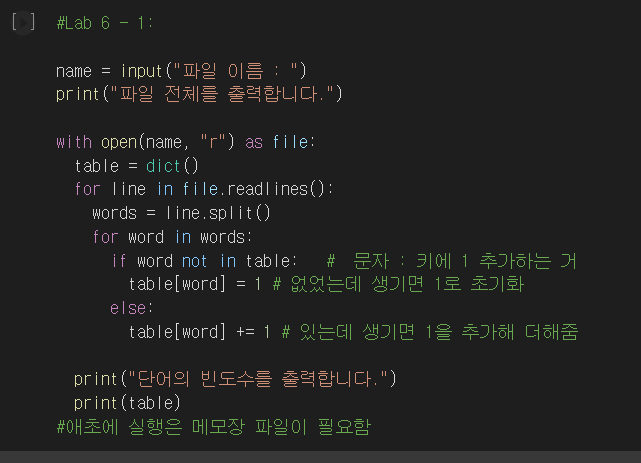 [ ] #Lab 6 - 1:
name = input("파일 이름 : ")
print("파일 전체를 출력합니다.")
with open(name, "r") as file:
  table = dict()
  for line in file.readlines():
    words = line.split()
    for word in words:
      if word not in table:   #  문자 : 키에 1 추가하는 거
        table[word] = 1 # 없었는데 생기면 1로 초기화
      else:
        table[word] += 1 # 있는데 생기면 1을 추가해 더해줌
  print("단어의 빈도수를 출력합니다.")
  print(table)
#애초에 실행은 메모장 파일이 필요함